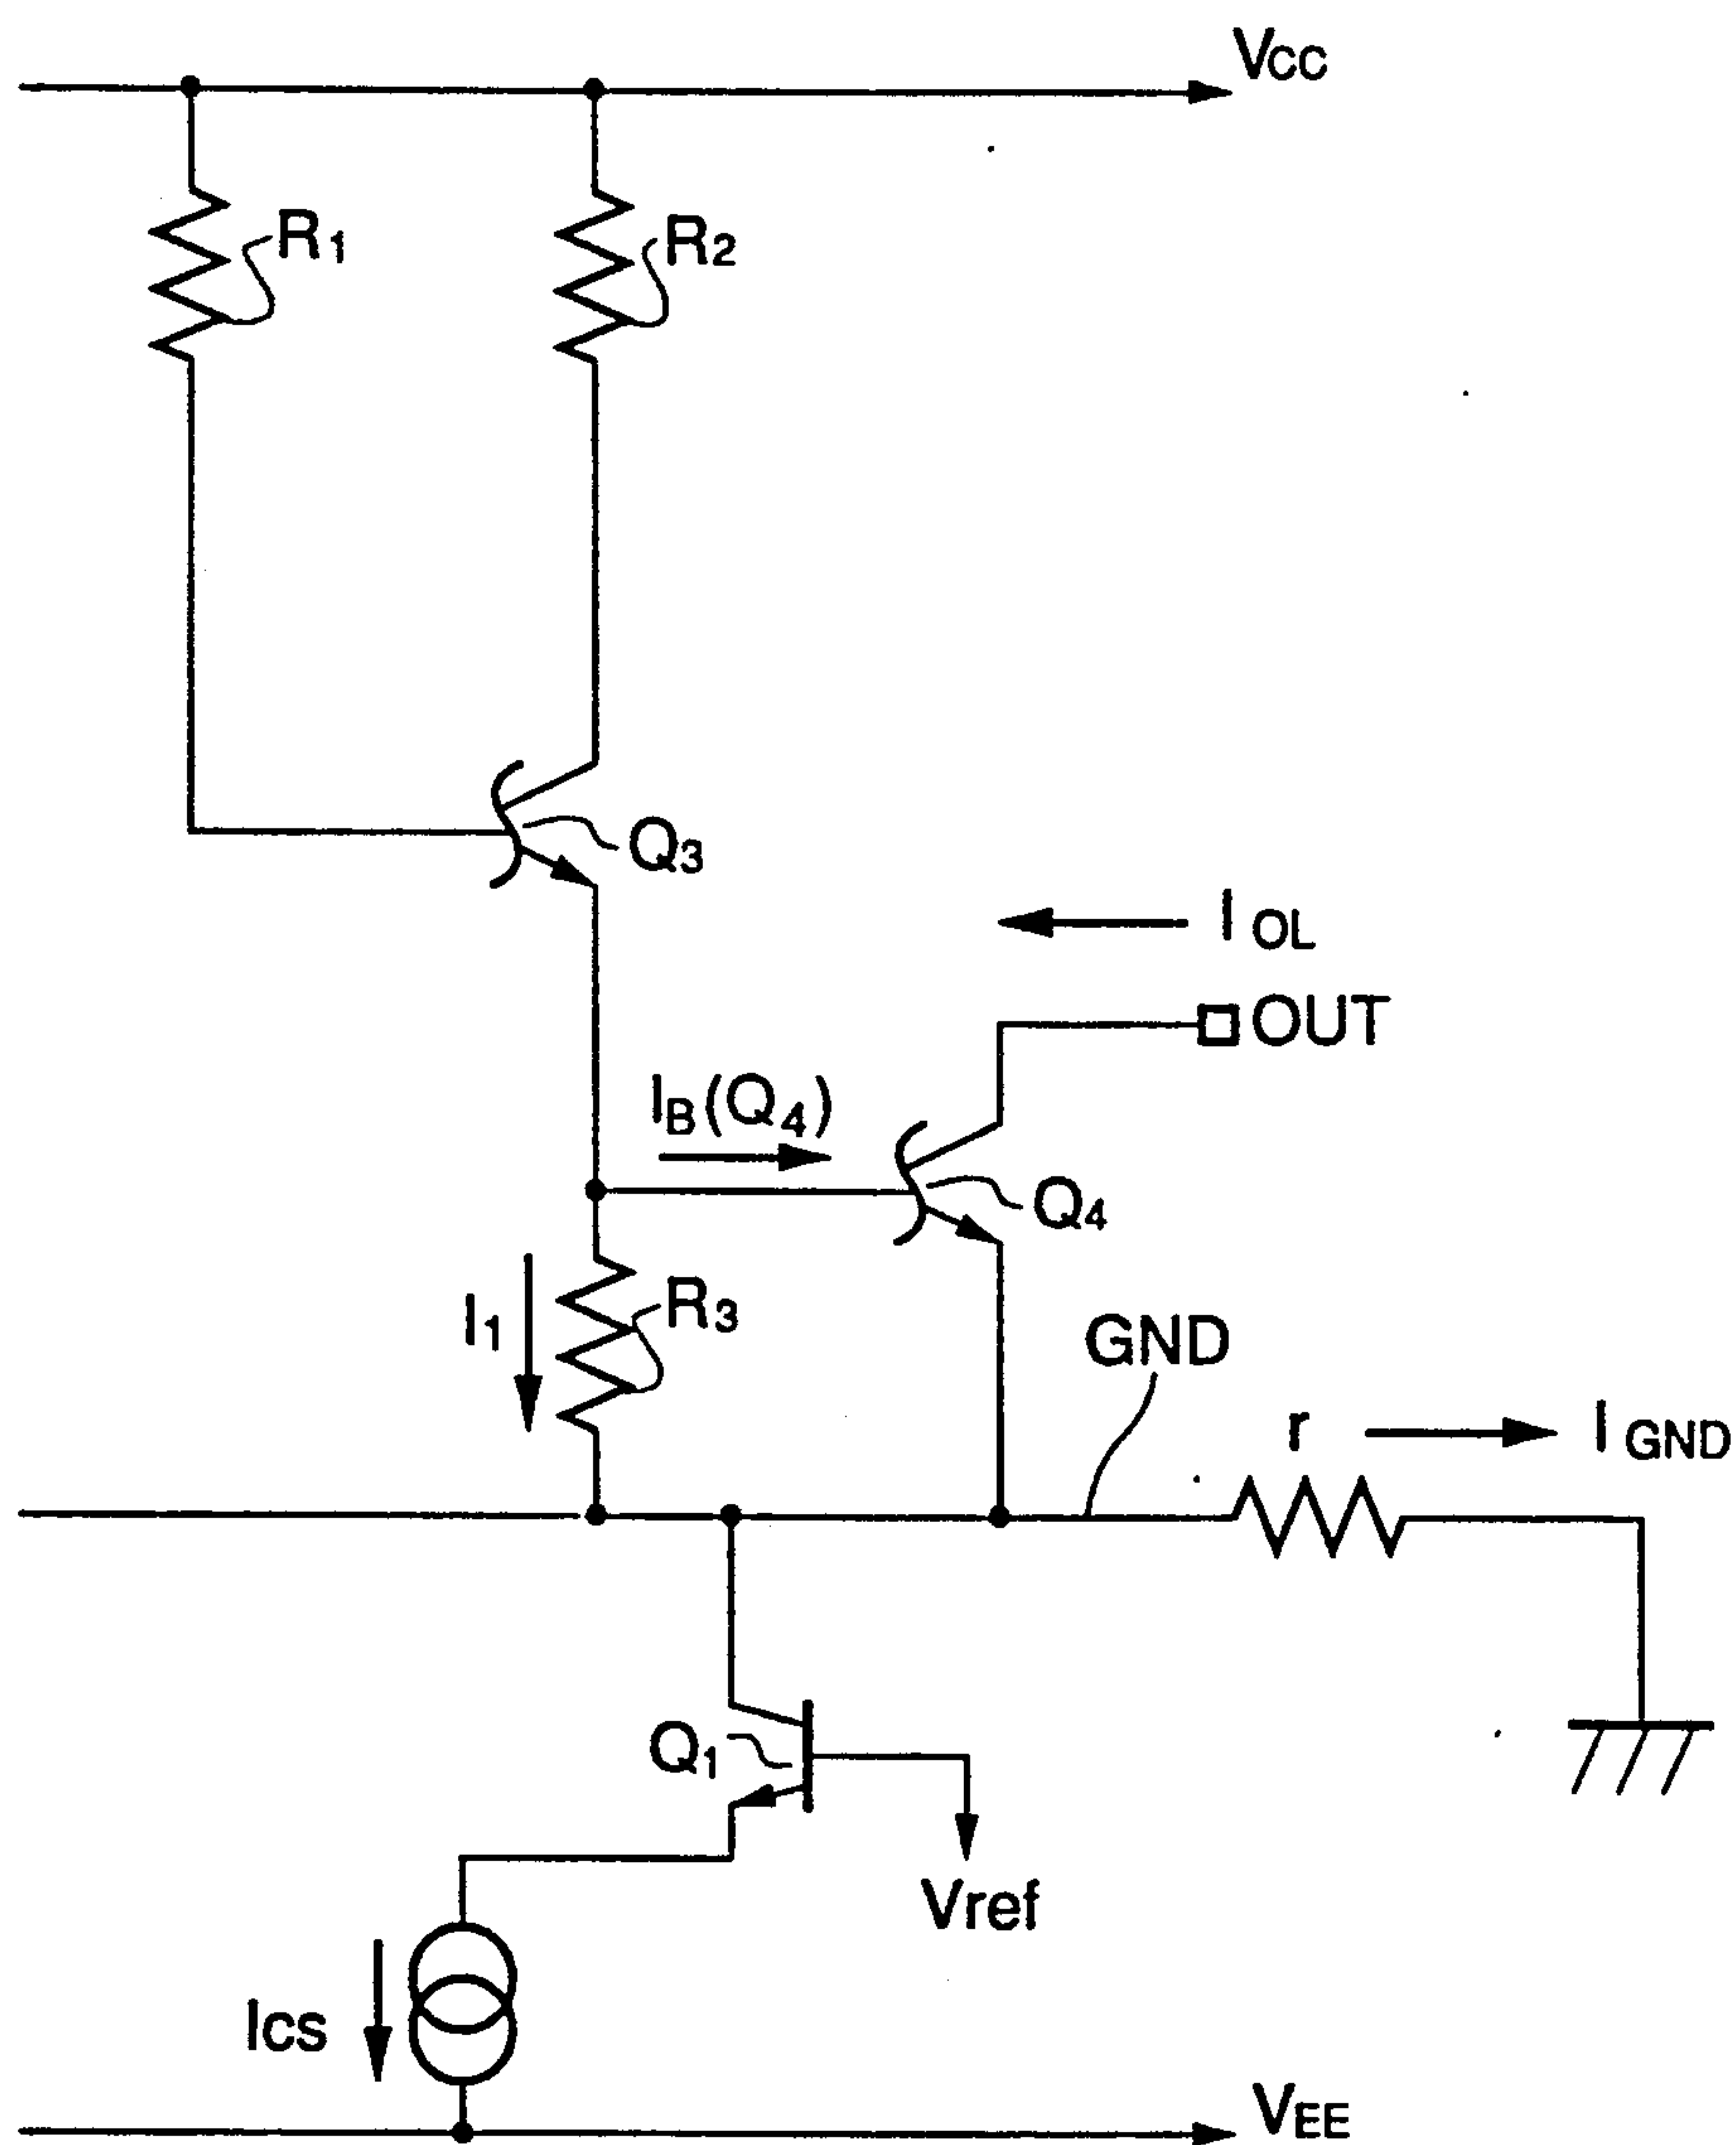 VCC
R1
R2
Q3
IOL
OUT
IB(Q4)
Q4
I1
R3
GND
r
IGND
Q1
Vref
ICS
VEE